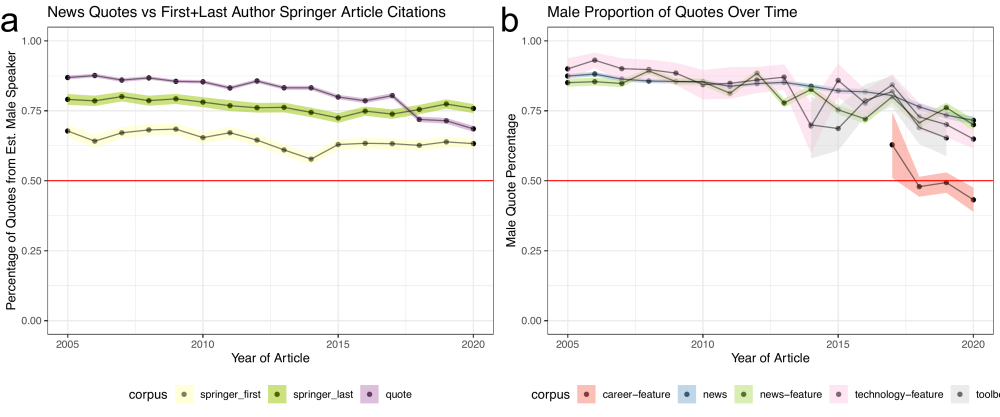 a
News Quotes vs First+Last Author Springer Article Citations
Percentage of Quotes from Est. Male Speaker
1.00
0.75
0.50
0.25
0.00
2005 2010 2015 2020
Year of Article
corpus springer_first springer_last quote
b
Male Proportion of Quotes Over Time
Male Quote Percentage
1.00
0.75
0.50
0.25
0.00
2005 2010 2015 2020
Year of Article
corpus career-feature news news-feature technology-feature